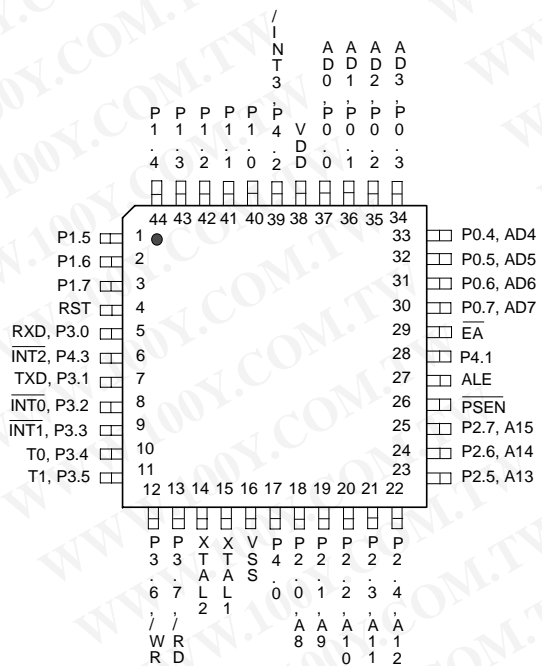 P1.4
P1.3
P1.2
P1.1
P1.0
/INT3,P4.2
VDD
AD0,P0.0
AD1,P0.1
AD2,P0.2
AD3,P0.3
44 43 42 41 40 39 38 37 36 35 34
P1.5 1
P1.6 2
P1.7 3
RST 4
RXD, P3.0 5
INT2, P4.3 6
TXD, P3.1 7
INT0, P3.2 8
INT1, P3.3 9
T0, P3.4 10
T1, P3.5 11
33 P0.4, AD4
32 P0.5, AD5
31 P0.6, AD6
30 P0.7, AD7
29 EA
28 P4.1
27 ALE
26 PSEN
25 P2.7, A15
24 P2.6, A14
23 P2.5, A13
12 13 14 15 16 17 18 19 20 21 22
P3.6,/WR
P3.7,/RD
XTAL2
XTAL1
VSS
P4.0
P2.0,A8
P2.1,A9
P2.2,A10
P2.3,A11
P2.4,A12
WWW.100Y.COM.TW